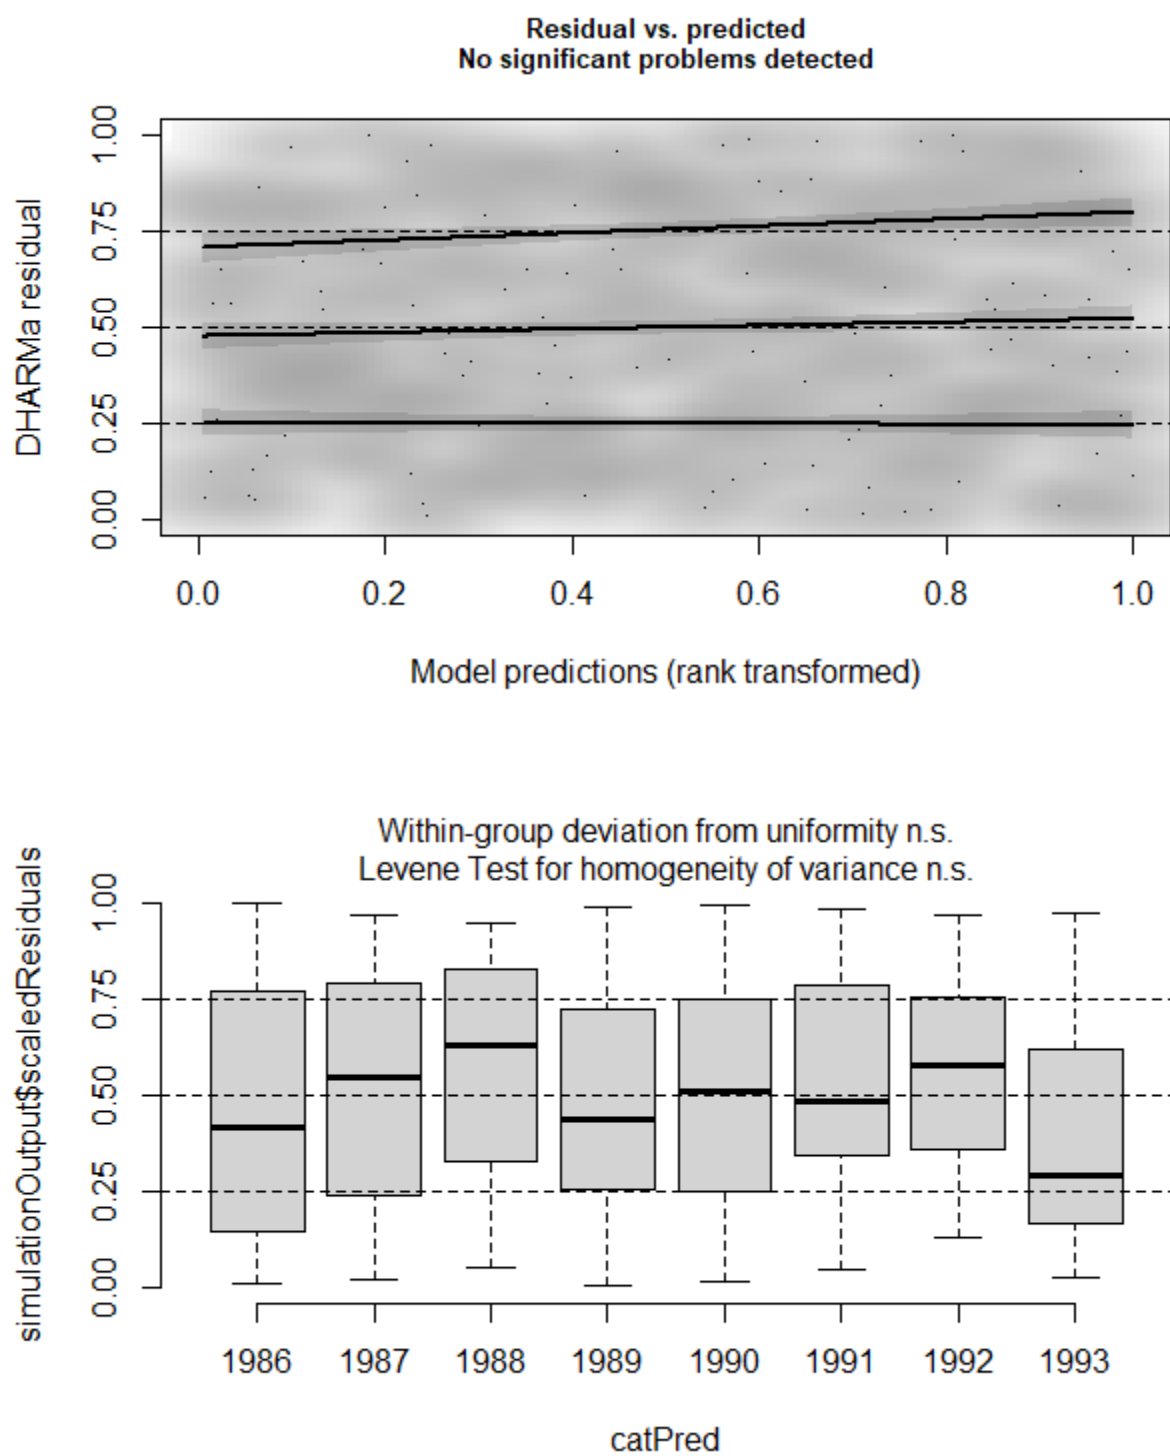 Residual vs. predicted
No significant problems detected
DHARMa residual
1.00
0.75
0.50
0.25
0.00
0.0 0.2 0.4 0.6 0.8 1.0
Model predictions (rank transformed)
Within-group deviation from uniformity n.s.
Levene Test for homogeneity of variance n.s.
simulationOutput$scaledResiduals
1.00
0.75
0.50
0.25
0.00
1986 1987 1988 1989 1990 1991 1992 1993
catPred